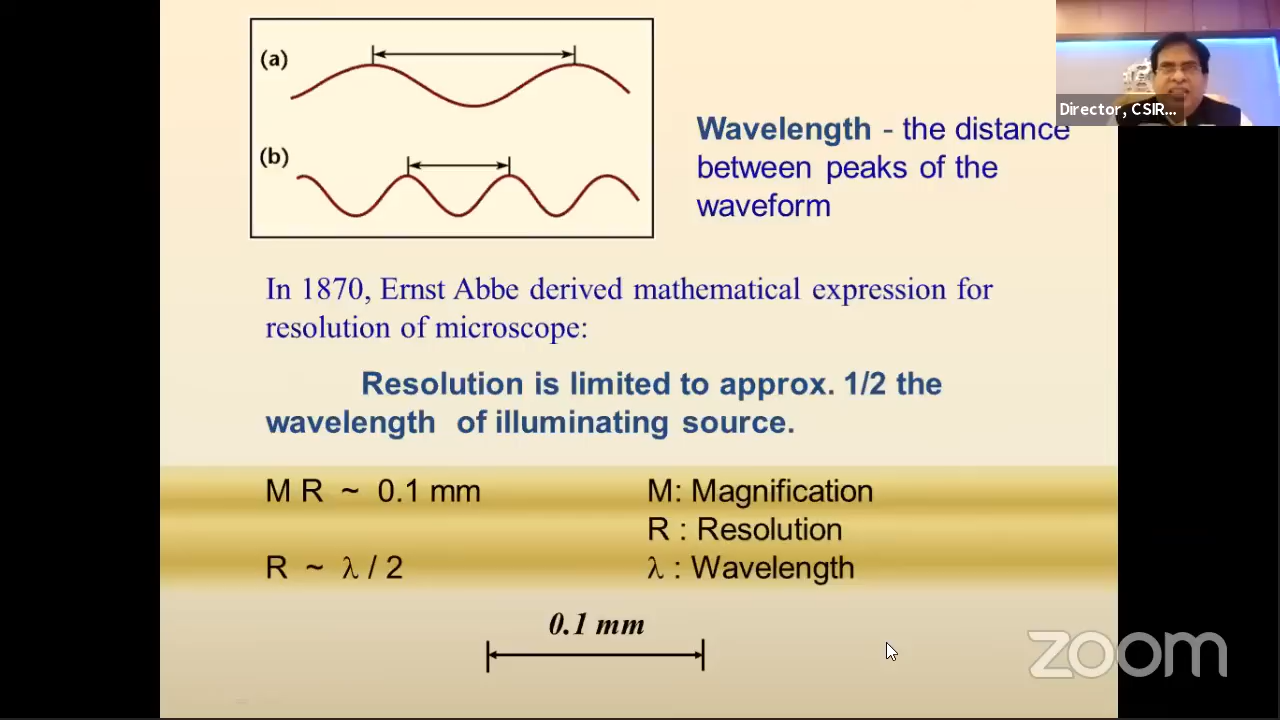 (a)
(b)
Director, CSIR...
Wavelength - the distance
between peaks of the
waveform
In 1870, Ernst Abbe derived mathematical expression for
resolution of microscope:
Resolution is limited to approx. 1/2 the
wavelength of illuminating source.
M R ~ 0.1 mm
M: Magnification
R : Resolution
R ~ λ / 2
λ : Wavelength
0.1 mm
zoom